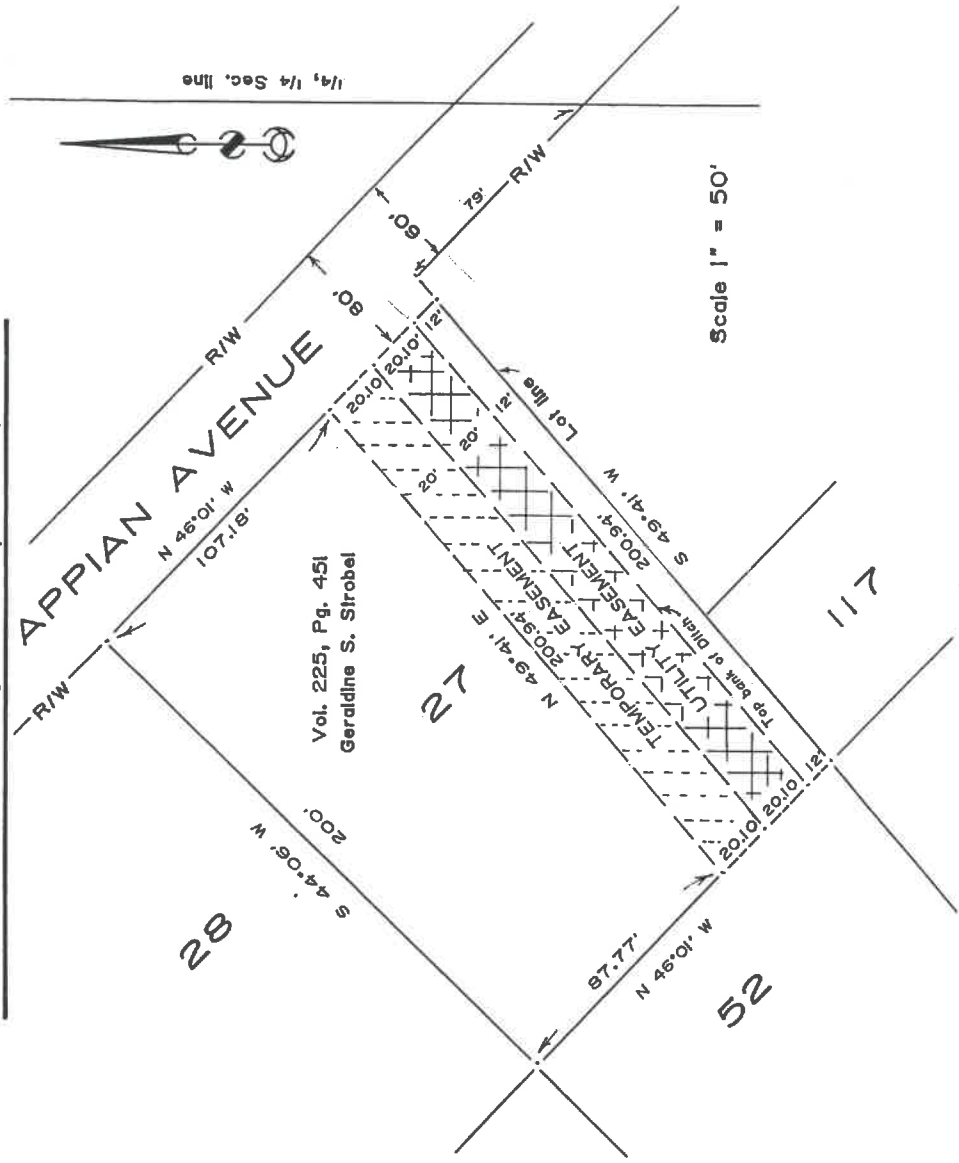 1/4, 1/4 Sec. line
R/W
APPIAN AVENUE
R/W
R/W
60'
79'
80'
N 46°01' W
107.18'
Scale 1" = 50'
20.10
20.10'
12'
Vol. 225, Pg. 451
Geraldine S. Strobel
Lot line
12'
20'
20'
S 49°41' W
200.94'
UTILITY EASEMENT
TEMPORARY EASEMENT
200.94'
N 49°41' E
Top bank of Ditch
27
28
S 44°06' W
200'
117
20.10
20.10
12'
87.77'
N 46°01' W
52